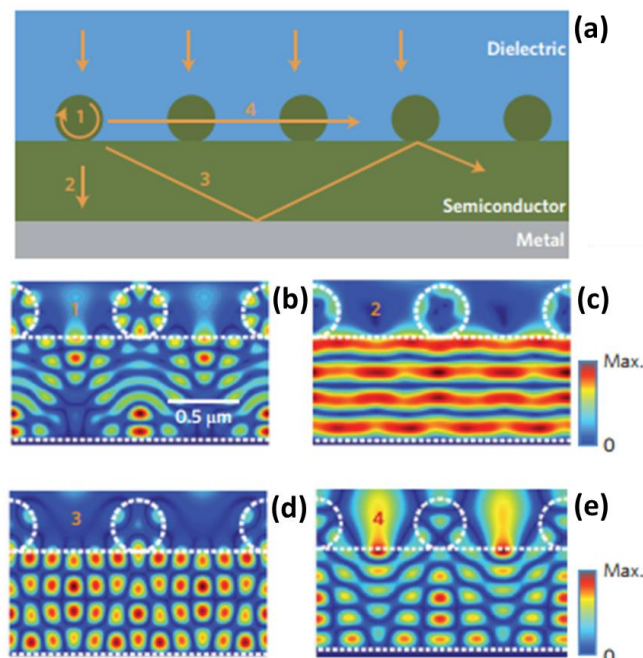 (a)
Dielectric
1
4
2
3
Semiconductor
Metal
(b)
1
0.5 μm
(c)
2
Max.
0
(d)
3
(e)
4
Max.
0